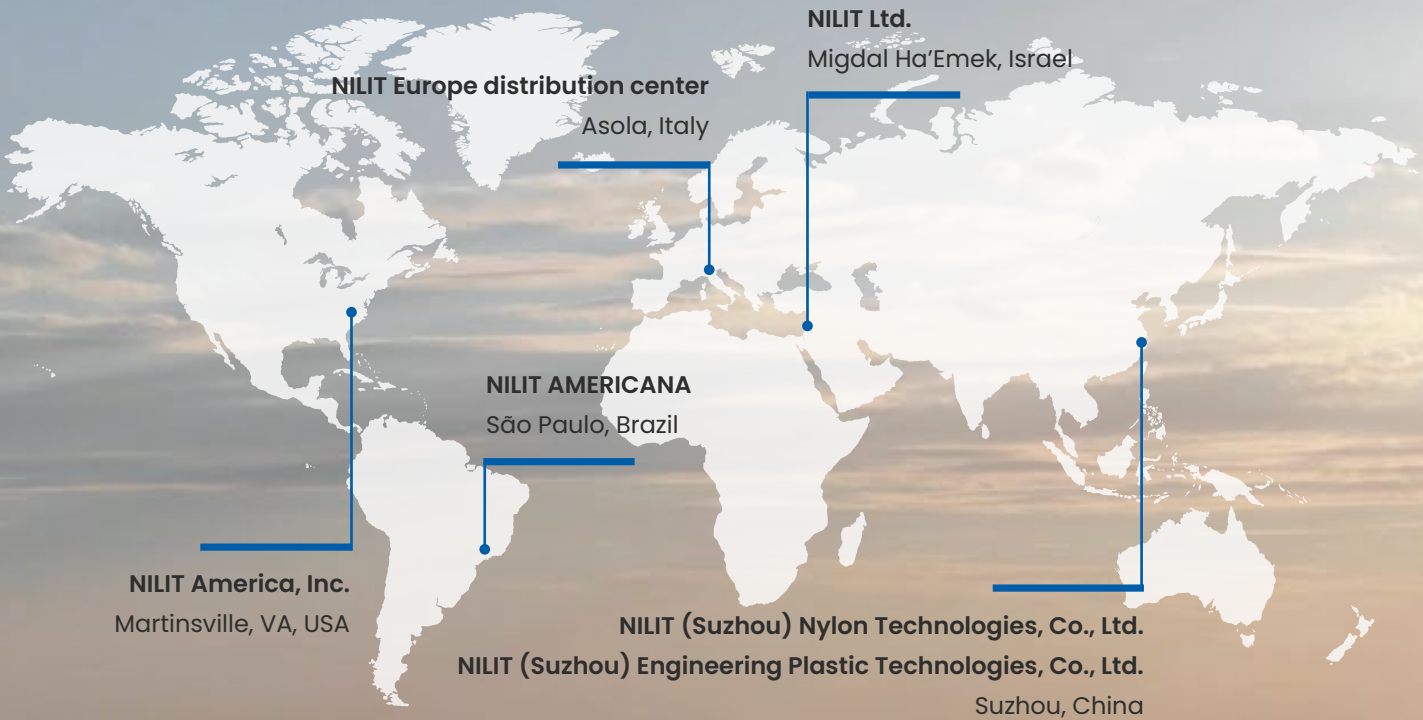 NILIT Ltd.
Migdal Ha’Emek, Israel
NILIT Europe distribution center
Asola, Italy
NILIT AMERICANA
São Paulo, Brazil
NILIT America, Inc.
Martinsville, VA, USA
NILIT (Suzhou) Nylon Technologies, Co., Ltd.
NILIT (Suzhou) Engineering Plastic Technologies, Co., Ltd.
Suzhou, China